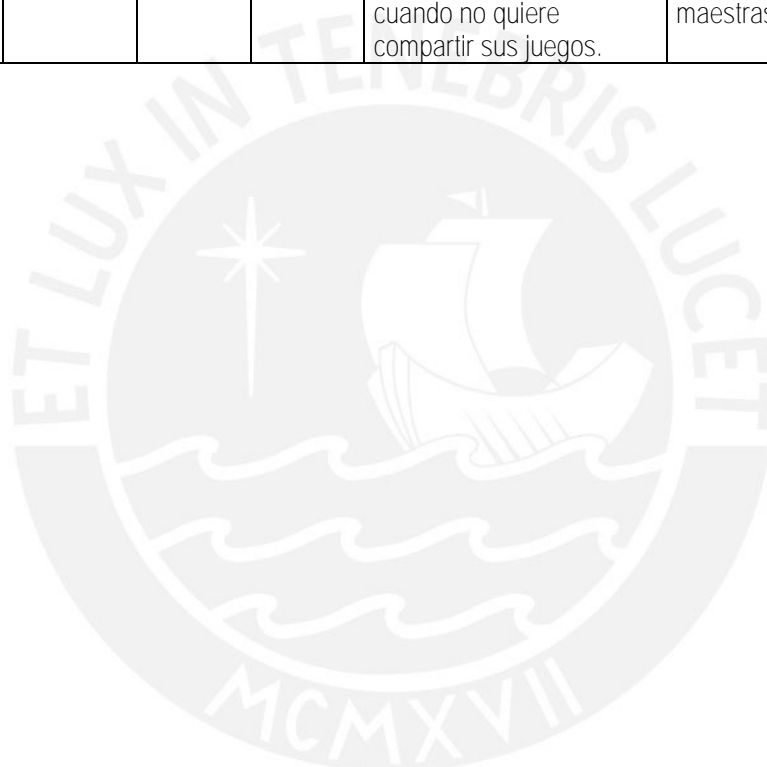 cuando no quiere
compartir sus juegos.
maestras
ET LUX IN TENEBRIS LUCET
MCMXVII